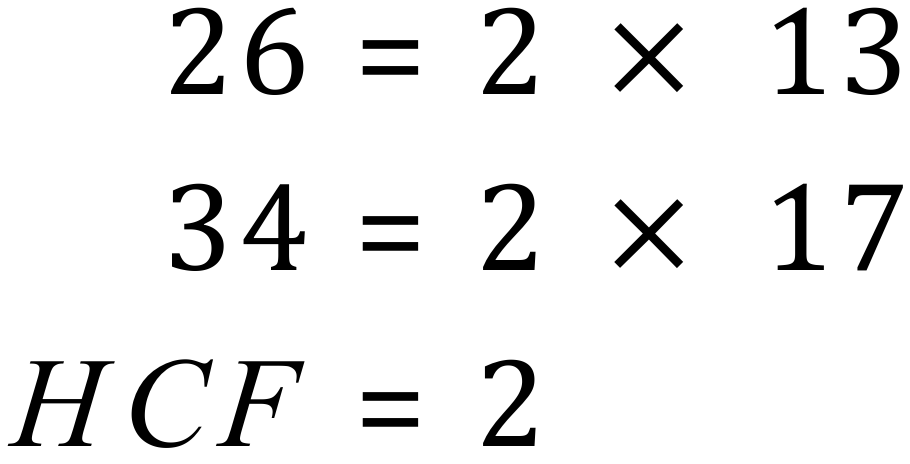 26 = 2 × 13
34 = 2 × 17
HCF = 2